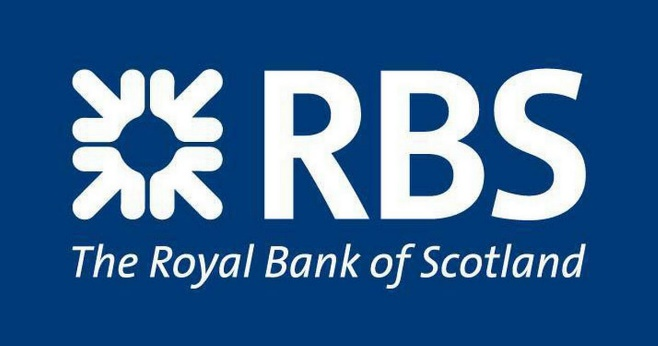 RBS
The Royal Bank of Scotland